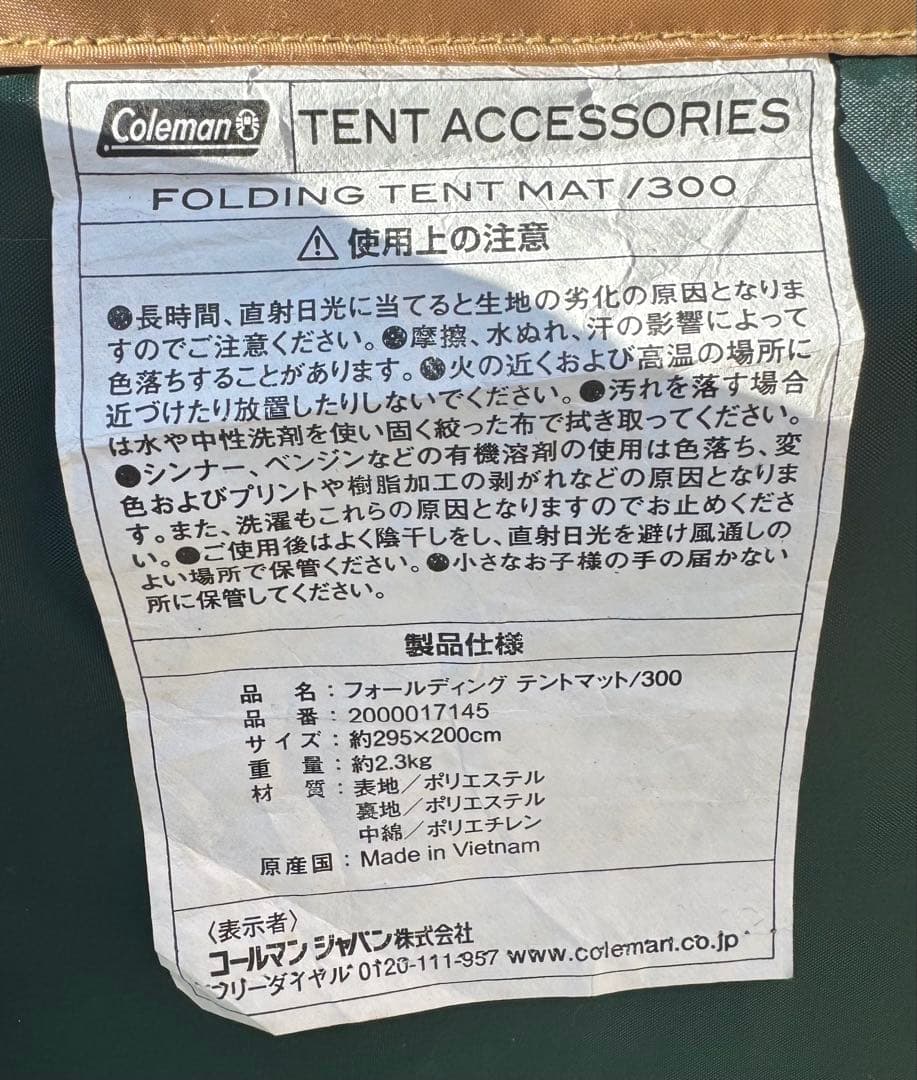 Coleman
TENT ACCESSORIES
FOLDING TENT MAT /300
⚠使用上の注意
●長時間、直射日光に当てると生地の劣化の原因となりま
すのでご注意ください。●摩擦、水ぬれ、汗の影響によって
色落ちすることがあります。●火の近くおよび高温の場所に
近づけたり放置したりしないでください。●汚れを落す場合
は水や中性洗剤を使い固く絞った布で拭き取ってください。
●シンナー、ベンジンなどの有機溶剤の使用は色落ち、変
色およびプリントや樹脂加工の剥がれなどの原因となりま
す。また、洗濯もこれらの原因となりますのでお止めくださ
い。●ご使用後はよく陰干しをし、直射日光を避け風通しの
よい場所で保管ください。●小さなお子様の手の届かない
所に保管してください。
製品仕様
品 名：フォールディング テントマット/300
品 番：2000017145
サイズ：約295×200cm
重 量：約2.3kg
材 質：表地／ポリエステル
裏地／ポリエステル
中綿／ポリエチレン
原産国：Made in Vietnam
〈表示者〉
コールマン ジャパン株式会社
フリーダイヤル 0120-111-957 www.coleman.co.jp